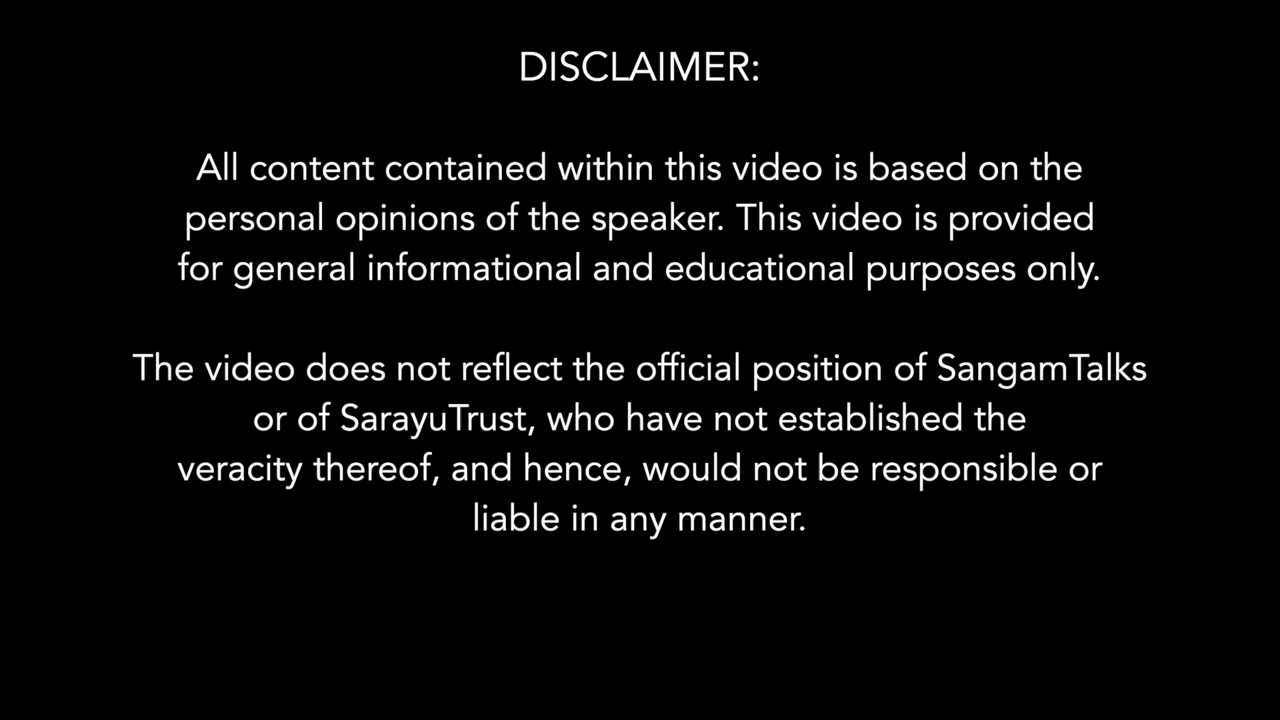 DISCLAIMER:
All content contained within this video is based on the
personal opinions of the speaker. This video is provided
for general informational and educational purposes only.
The video does not reflect the official position of SangamTalks
or of SarayuTrust, who have not established the
veracity thereof, and hence, would not be responsible or
liable in any manner.